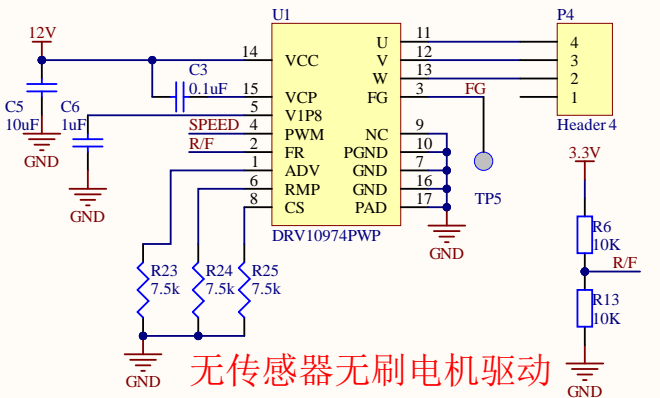 U1
P4
12V
14
VCC
U
11
4
V
12
3
C3
W
13
2
0.1uF
15
VCP
FG
3
FG
1
C5
C6
5
V1P8
10uF
1uF
SPEED
4
PWM
NC
9
Header 4
R/F
2
FR
PGND
10
GND
1
ADV
GND
7
3.3V
6
RMP
GND
16
TP5
GND
8
CS
PAD
17
DRV10974PWP
GND
R6
10K
R/F
R23
7.5k
R24
7.5k
R25
7.5k
R13
10K
GND
无传感器无刷电机驱动
GND